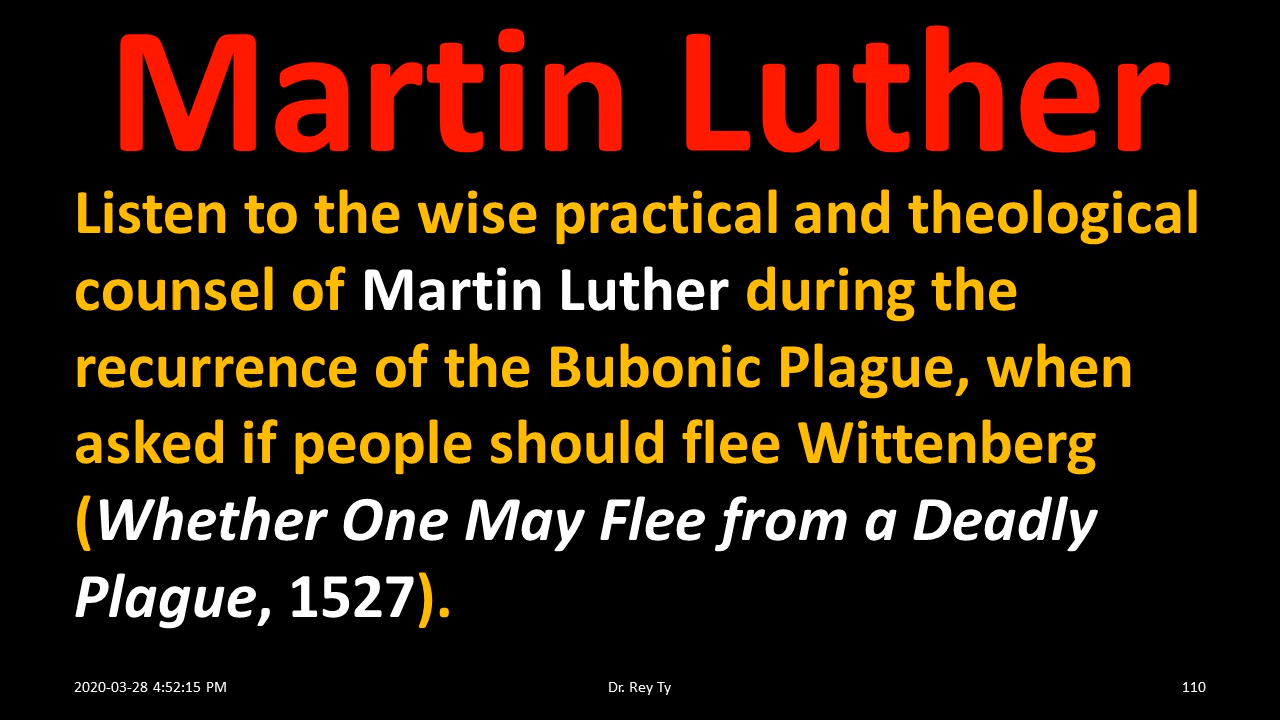 Martin Luther
Listen to the wise practical and theological
counsel of Martin Luther during the
recurrence of the Bubonic Plague, when
asked if people should flee Wittenberg
(Whether One May Flee from a Deadly
Plague, 1527).
2020-03-28 4:52:15 PM
Dr. Rey Ty
110